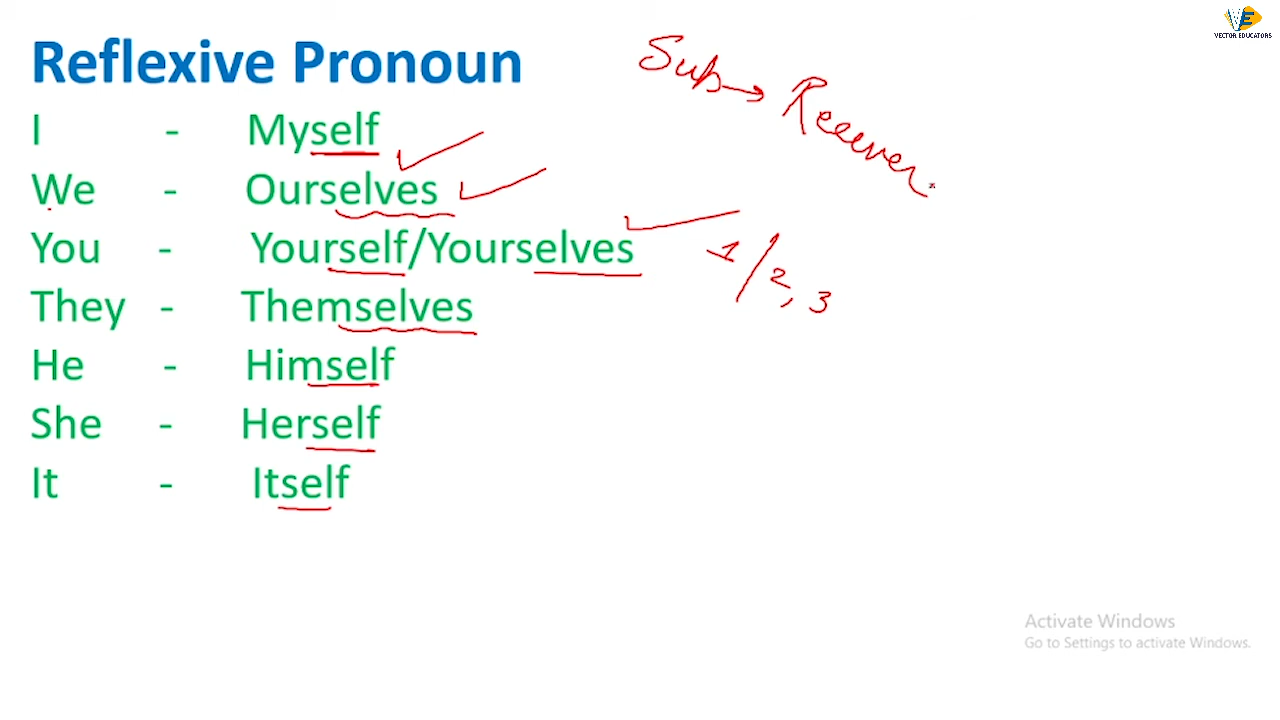 Reflexive Pronoun
Sub → Receiver
I - Myself
We - Ourselves
You - Yourself/Yourselves
1/2, 3
They - Themselves
He - Himself
She - Herself
It - Itself
VECTOR EDUCATORS
Activate Windows
Go to Settings to activate Windows.